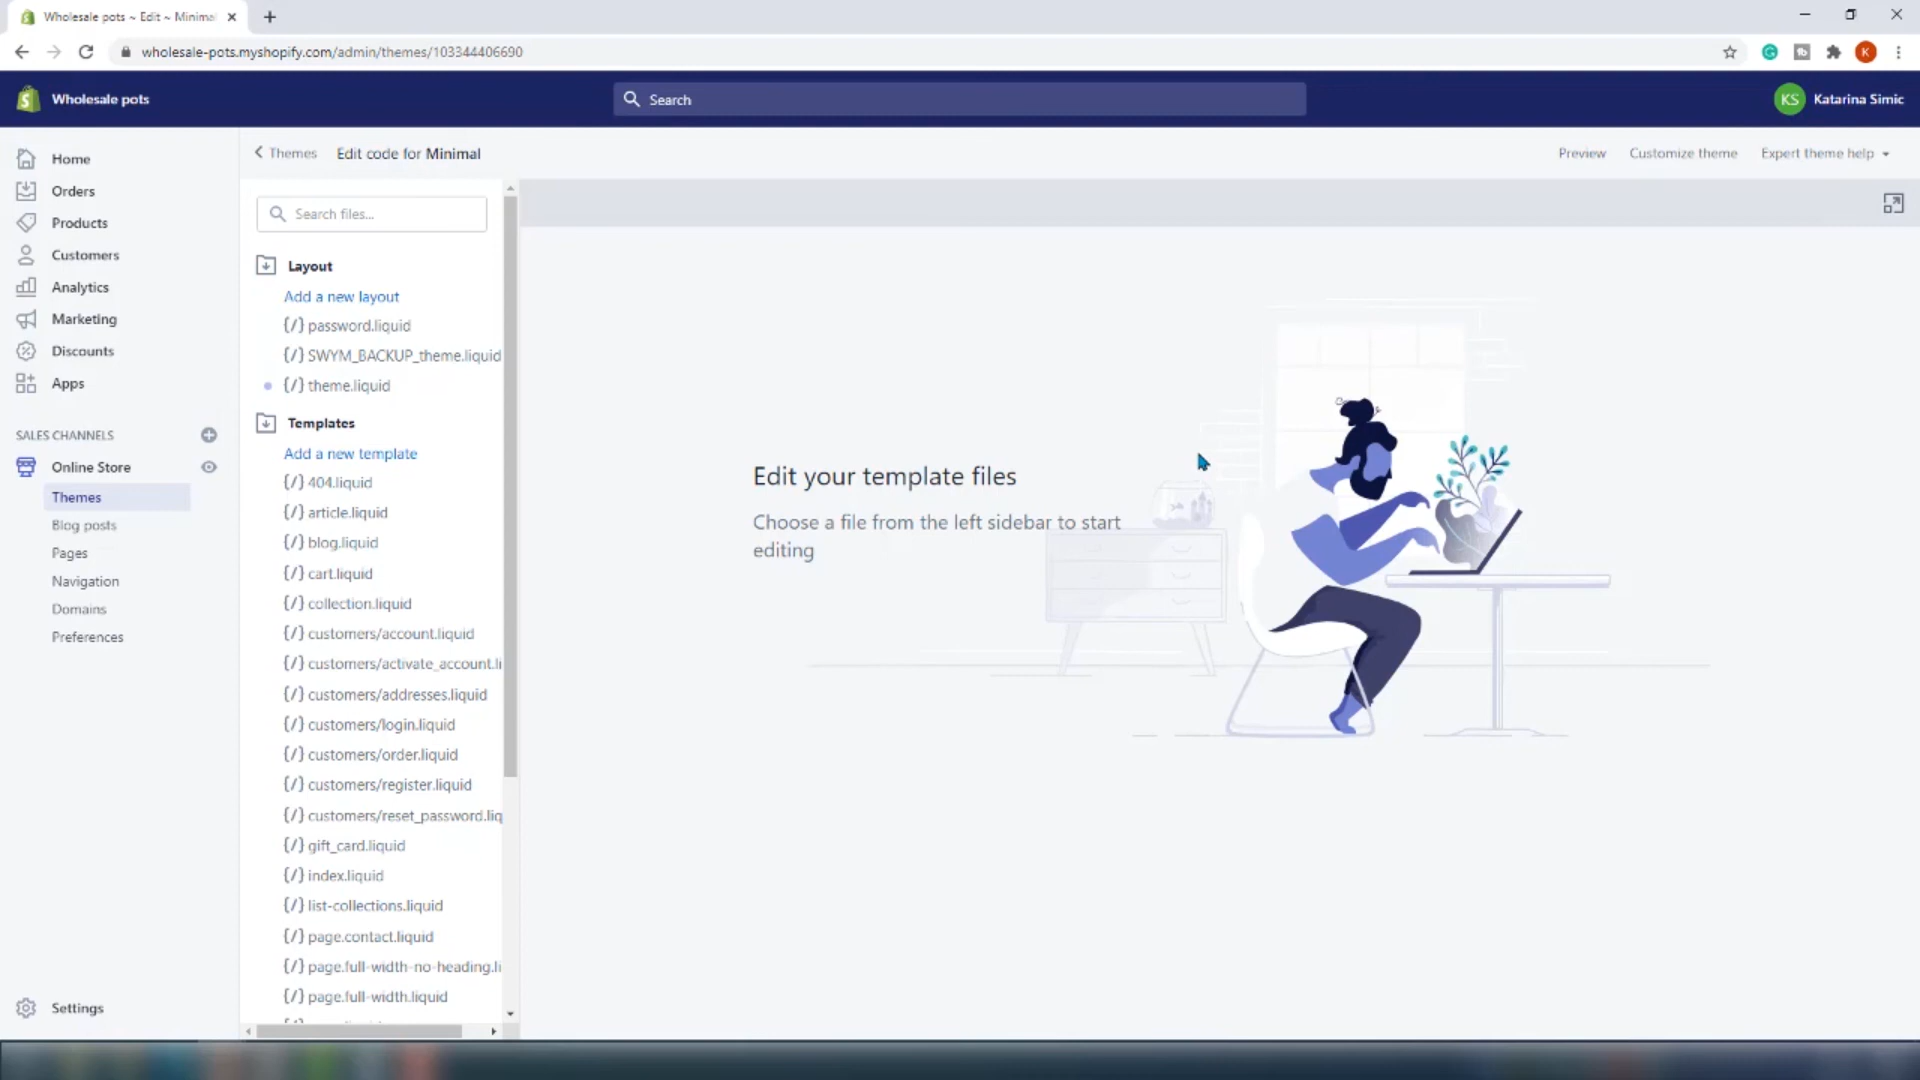 Wholesale pots ~ Edit ~ Minima
wholesale-pots.myshopify.com/admin/themes/103344406690
K
Wholesale pots
Search
KS
Katarina Simic
Home
Orders
Products
Customers
Analytics
Marketing
Discounts
Apps
SALES CHANNELS
Online Store
Themes
Blog posts
Pages
Navigation
Domains
Preferences
Settings
Themes
Edit code for Minimal
Preview
Customize theme
Expert theme help
Search files...
Layout
Add a new layout
{/} password.liquid
{/} SWYM_BACKUP_theme.liquid
{/} theme.liquid
Templates
Add a new template
{/} 404.liquid
{/} article.liquid
{/} blog.liquid
{/} cart.liquid
{/} collection.liquid
{/} customers/account.liquid
{/} customers/activate_account.li
{/} customers/addresses.liquid
{/} customers/login.liquid
{/} customers/order.liquid
{/} customers/register.liquid
{/} customers/reset_password.liq
{/} gift_card.liquid
{/} index.liquid
{/} list-collections.liquid
{/} page.contact.liquid
{/} page.full-width-no-heading.li
{/} page.full-width.liquid
Edit your template files
Choose a file from the left sidebar to start
editing